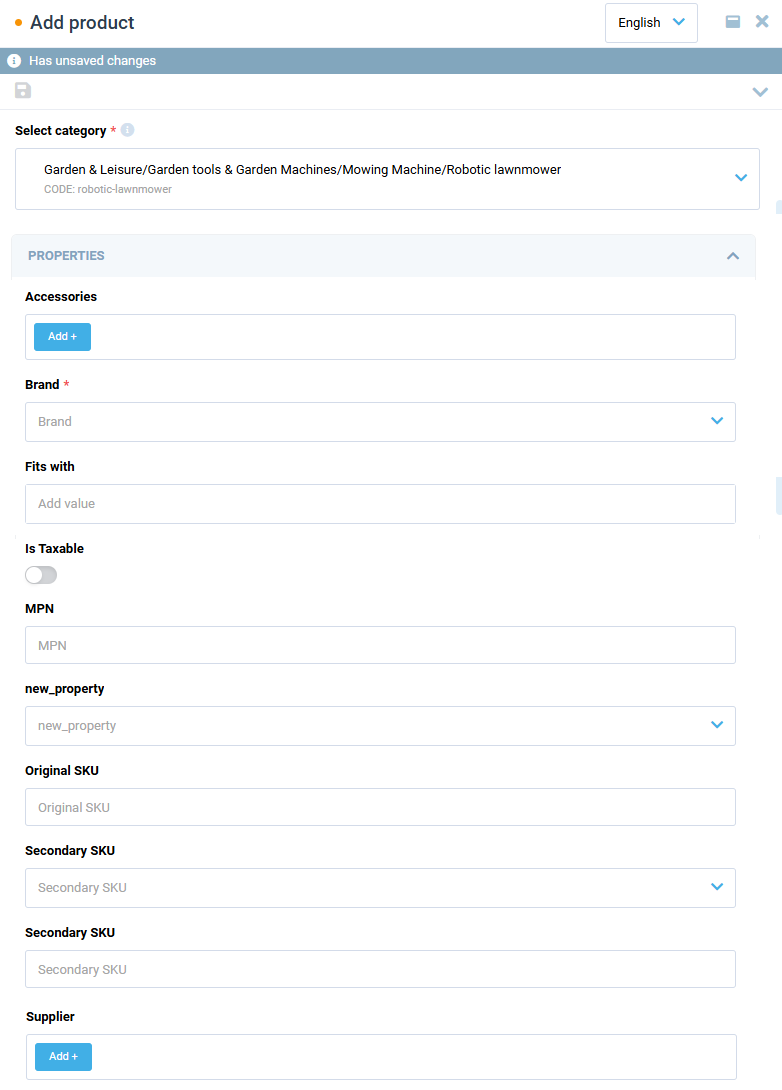 Add product
English
Has unsaved changes
Select category *
Garden & Leisure/Garden tools & Garden Machines/Mowing Machine/Robotic lawnmower
CODE: robotic-lawnmower
PROPERTIES
Accessories
Add +
Brand *
Brand
Fits with
Add value
Is Taxable
MPN
MPN
new_property
new_property
Original SKU
Original SKU
Secondary SKU
Secondary SKU
Secondary SKU
Secondary SKU
Supplier
Add +